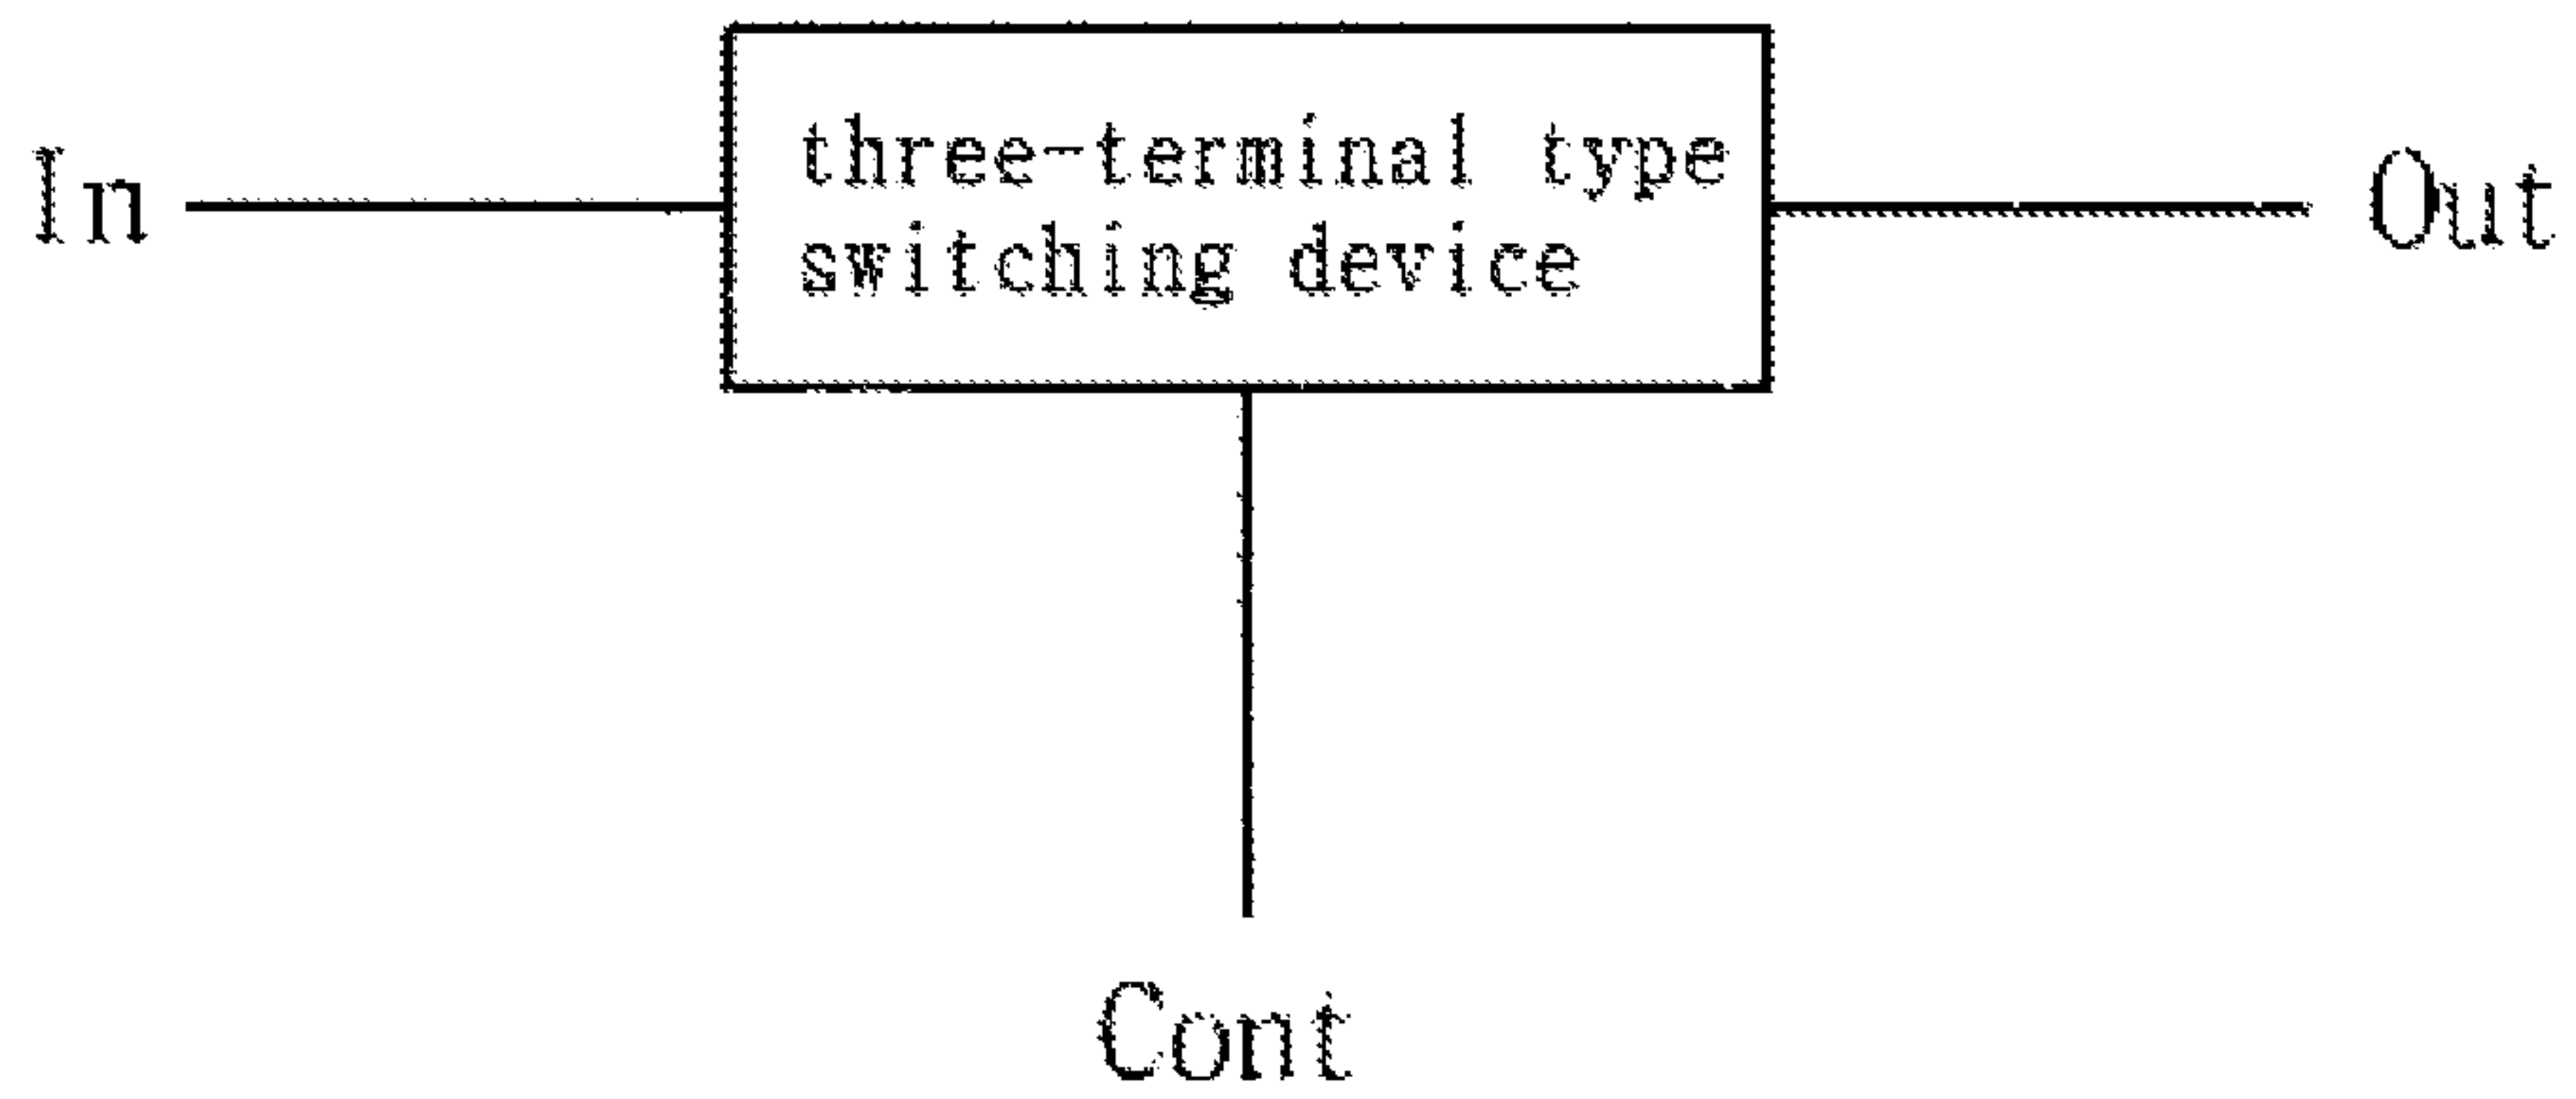 In
three-terminal type
switching device
Out
Cont